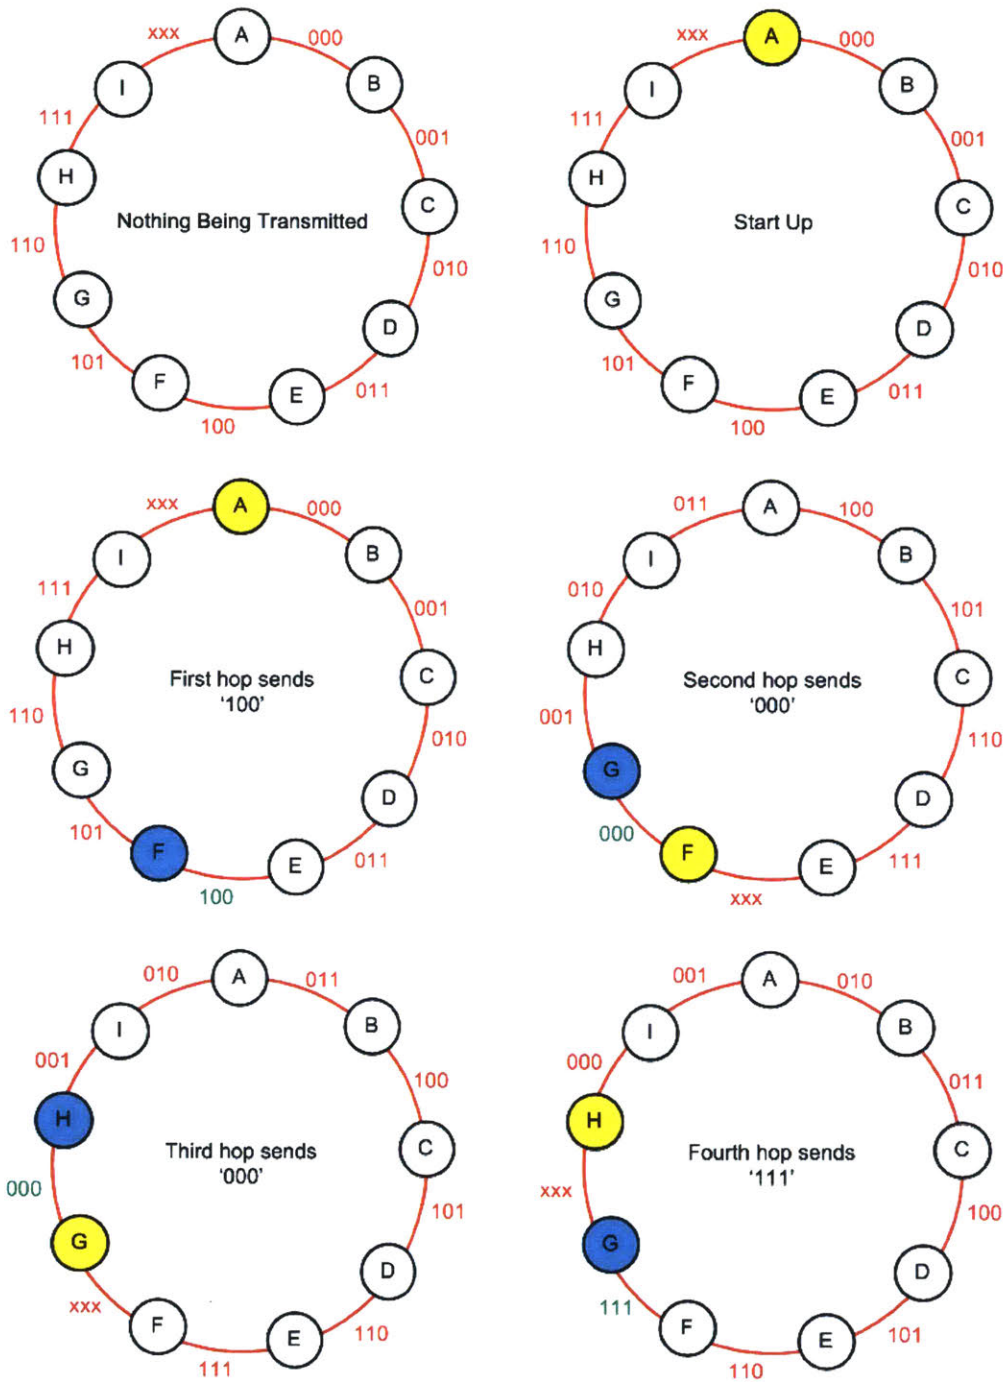 xxx A 000
I B
111 001
H C
Nothing Being Transmitted
110 010
G D
101 F E 011
100
xxx A 000
I B
111 001
H C
Start Up
110 010
G D
101 F E 011
100
xxx A 000
I B
111 001
H C
First hop sends
'100'
110 010
G D
101 F E 011
100
011 A 100
I B
010 101
H C
Second hop sends
'000'
001 110
G D
000 F E 111
xxx
010 A 011
I B
001 100
H C
Third hop sends
'000'
000 101
G D
xxx F E 110
111
001 A 010
I B
000 011
H C
Fourth hop sends
'111'
xxx 100
G D
111 F E 101
110